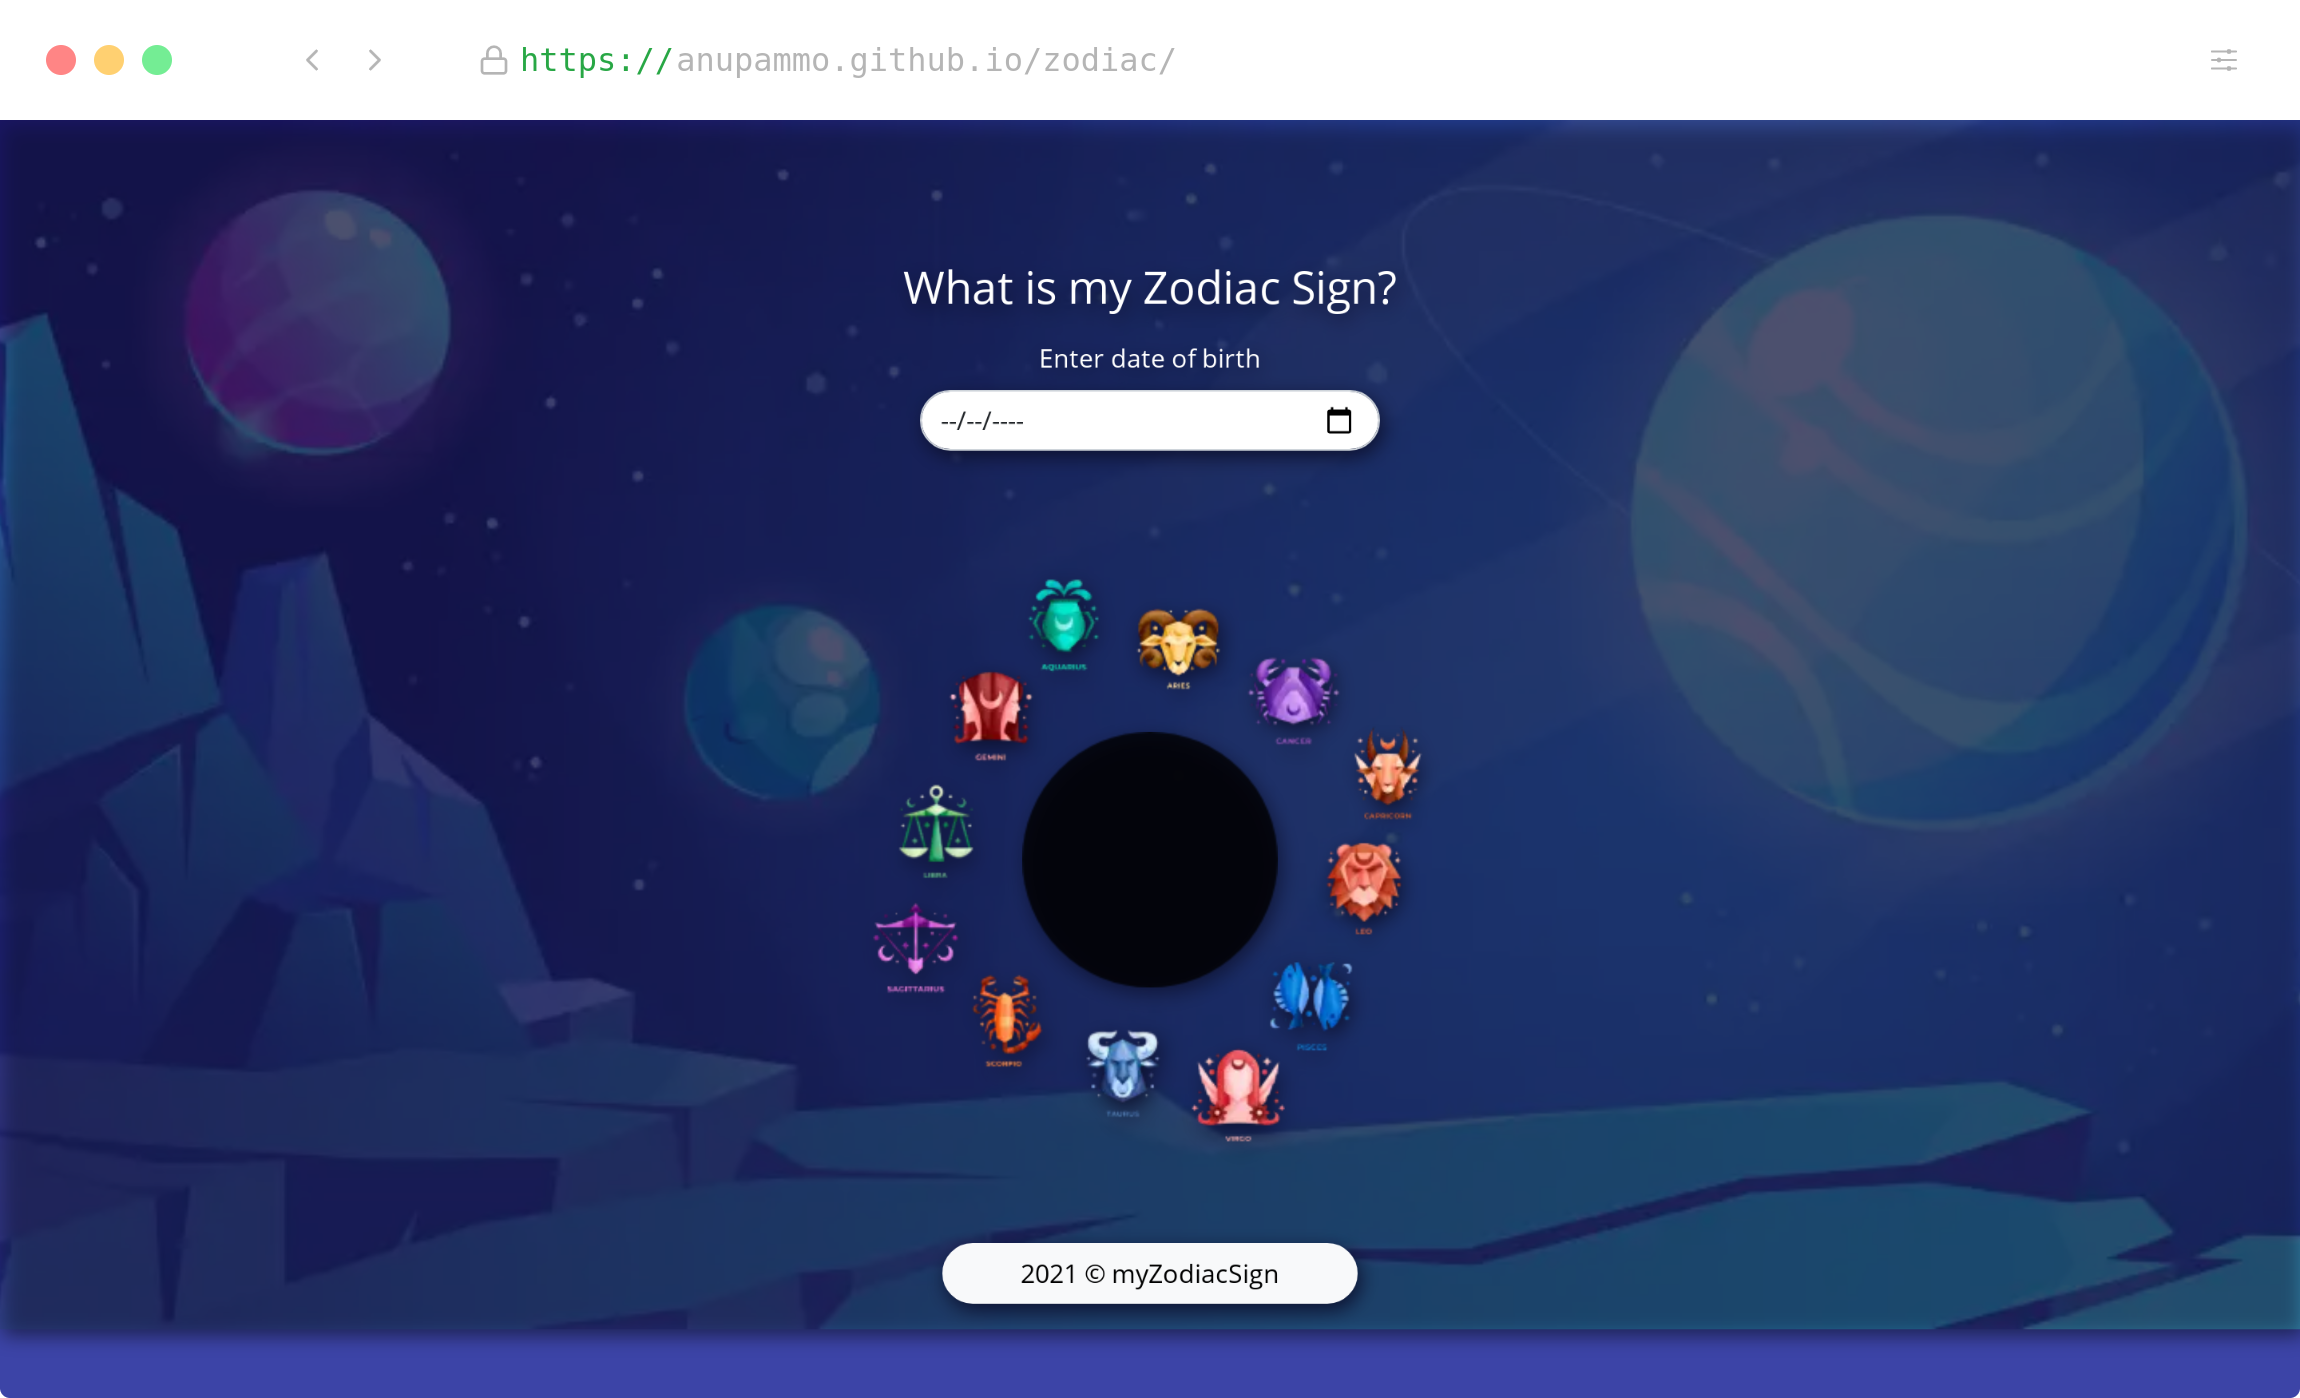 https://anupammo.github.io/zodiac/
What is my Zodiac Sign?
Enter date of birth
--/--/----
AQUARIUS
ARIES
CANCER
GEMINI
CAPRICORN
LIBRA
LEO
SAGITTARIUS
PISCES
SCORPIO
TAURUS
VIRGO
2021 © myZodiacSign